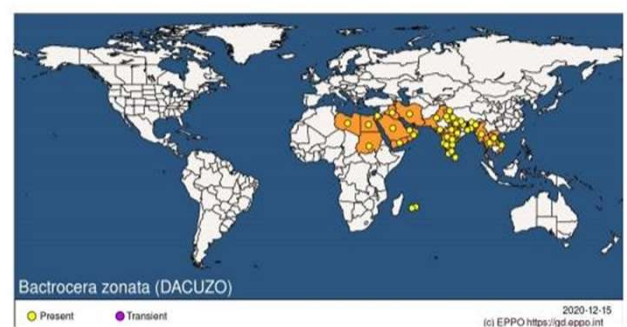 Bactrocera zonata (DACUZO)
Present Transient
2020-12-15
(c) EPPO https://gd.eppo.int